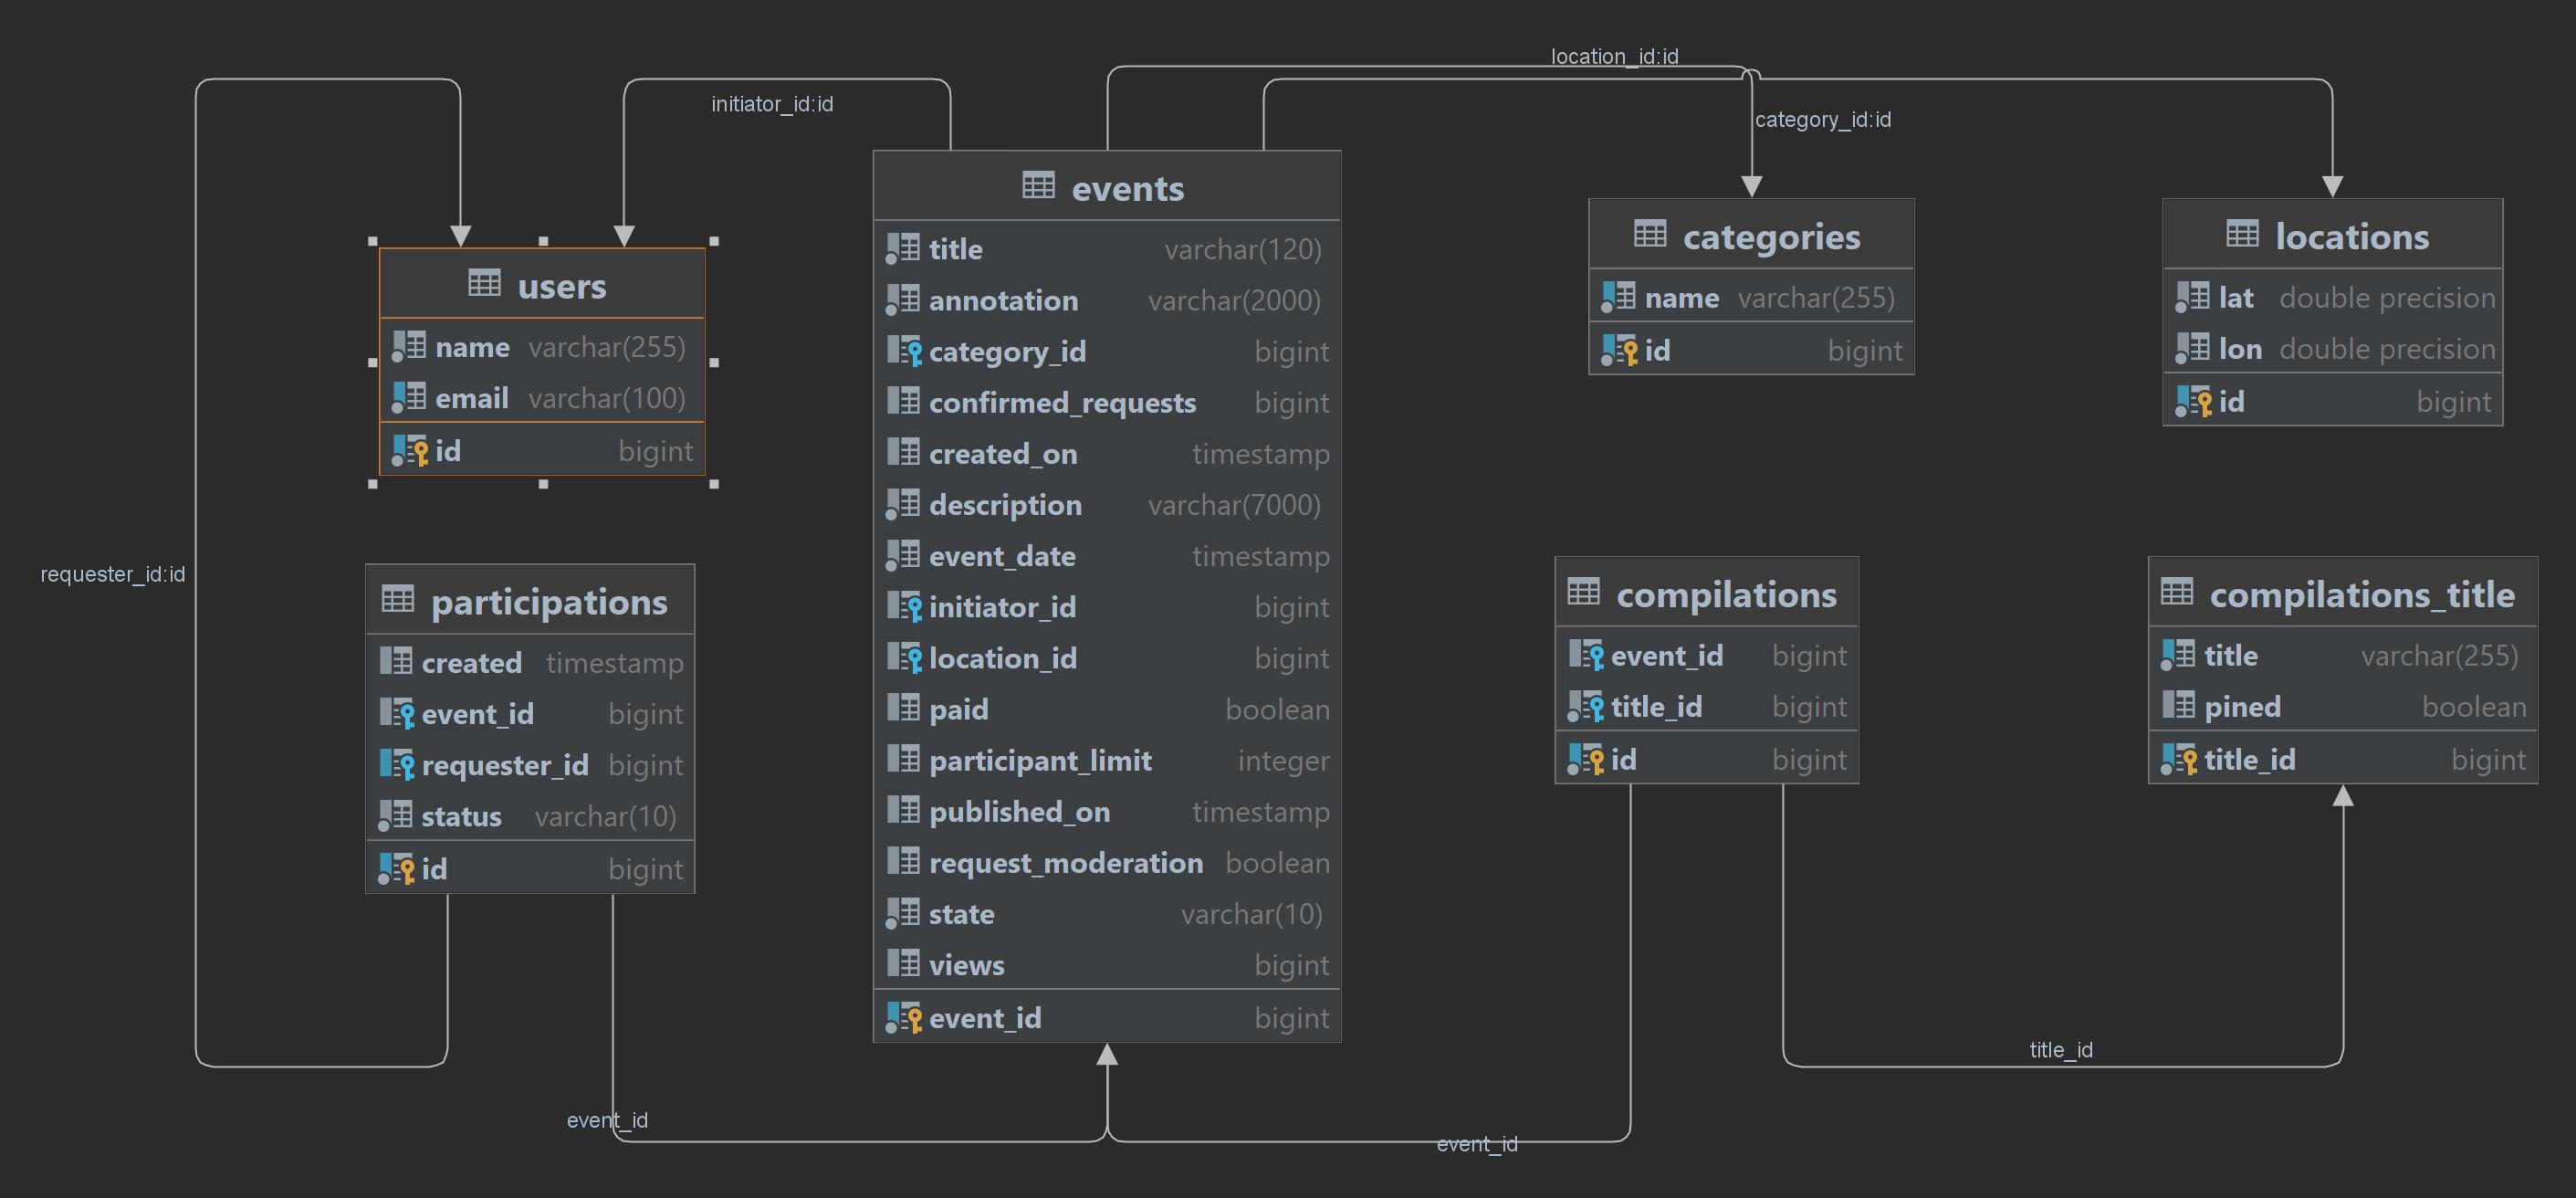 location_id:id
initiator_id:id
category_id:id
events
title varchar(120)
annotation varchar(2000)
category_id bigint
confirmed_requests bigint
created_on timestamp
description varchar(7000)
event_date timestamp
initiator_id bigint
location_id bigint
paid boolean
participant_limit integer
published_on timestamp
request_moderation boolean
state varchar(10)
views bigint
event_id bigint
categories
name varchar(255)
id bigint
locations
lat double precision
lon double precision
id bigint
users
name varchar(255)
email varchar(100)
id bigint
requester_id:id
participations
created timestamp
event_id bigint
requester_id bigint
status varchar(10)
id bigint
compilations
event_id bigint
title_id bigint
id bigint
compilations_title
title varchar(255)
pined boolean
title_id bigint
title_id
event_id
event_id